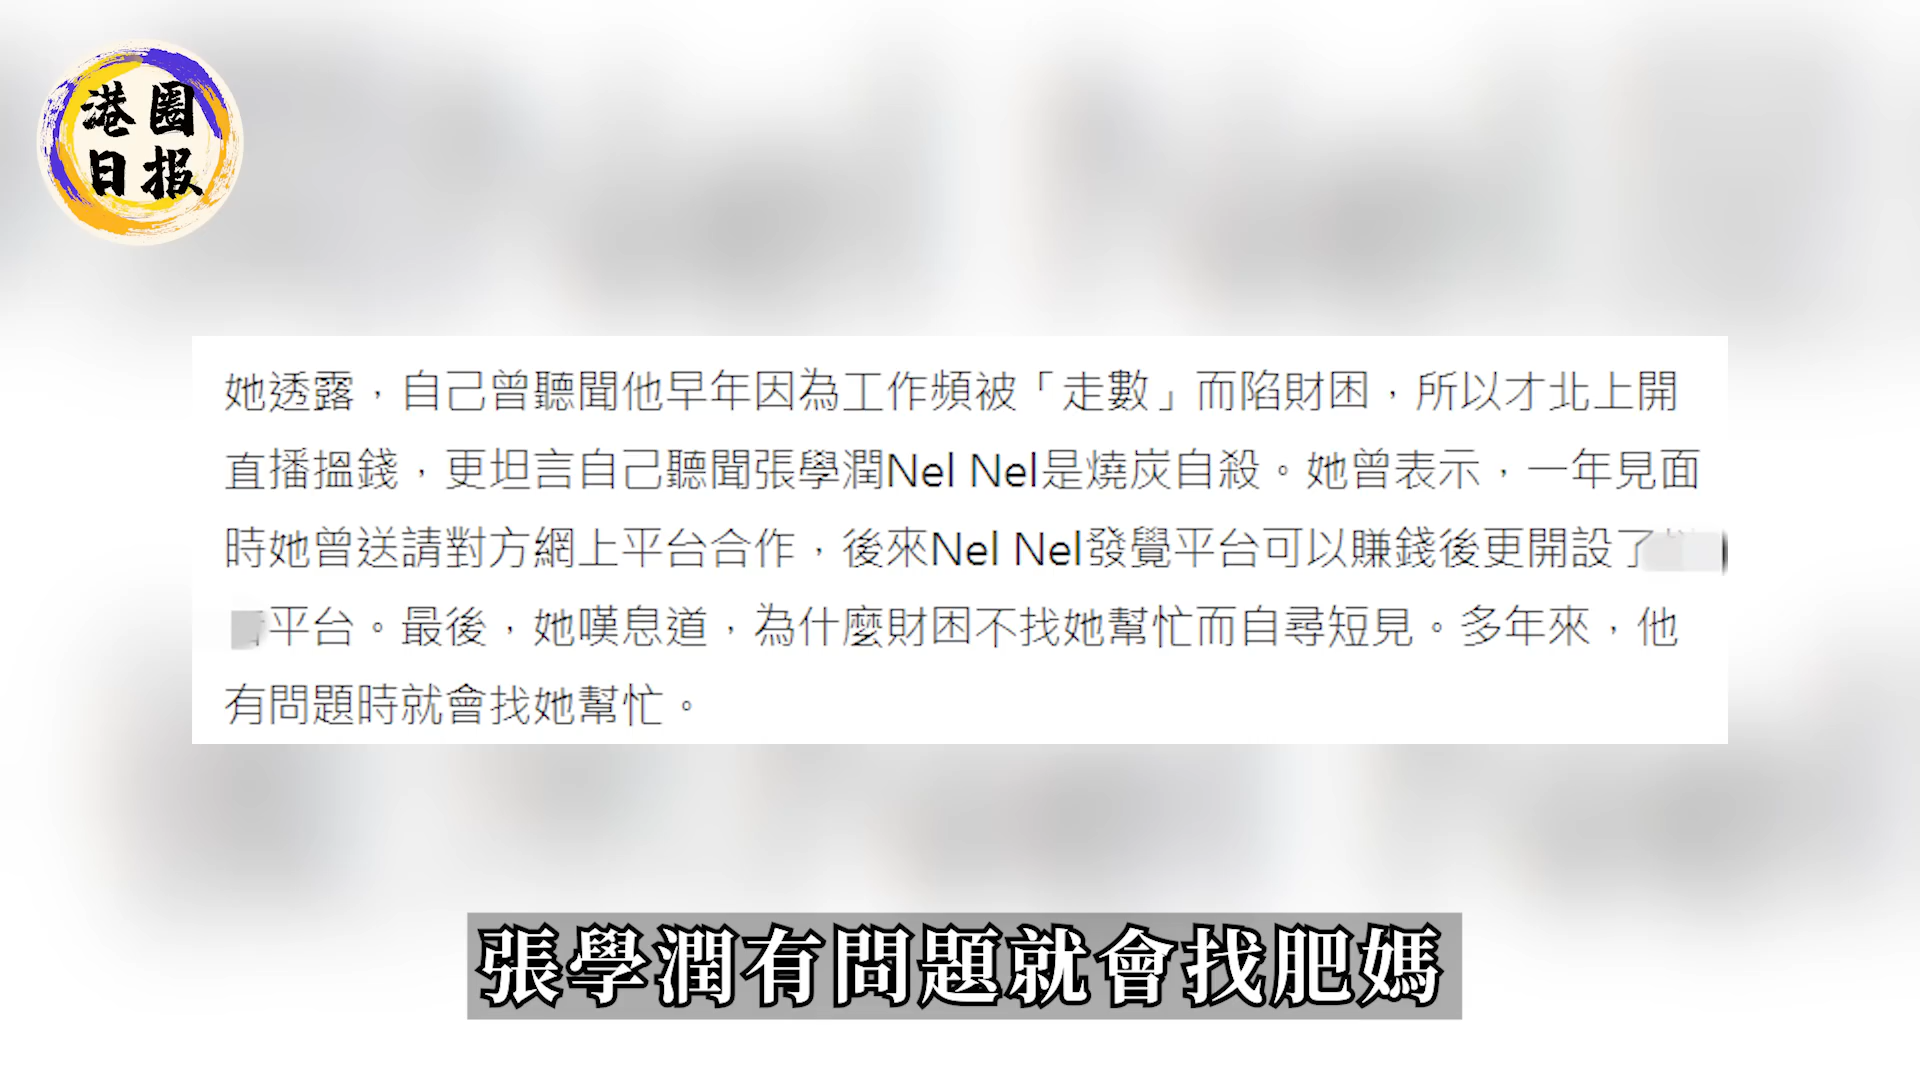 港圈
日报
她透露，自己曾聽聞他早年因為工作頻被「走數」而陷財困，所以才北上開
直播搵錢，更坦言自己聽聞張學潤Nel Nel是燒炭自殺。她曾表示，一年見面
時她曾送請對方網上平台合作，後來Nel Nel發覺平台可以賺錢後更開設了
平台。最後，她嘆息道，為什麼財困不找她幫忙而自尋短見。多年來，他
有問題時就會找她幫忙。
張學潤有問題就會找肥媽